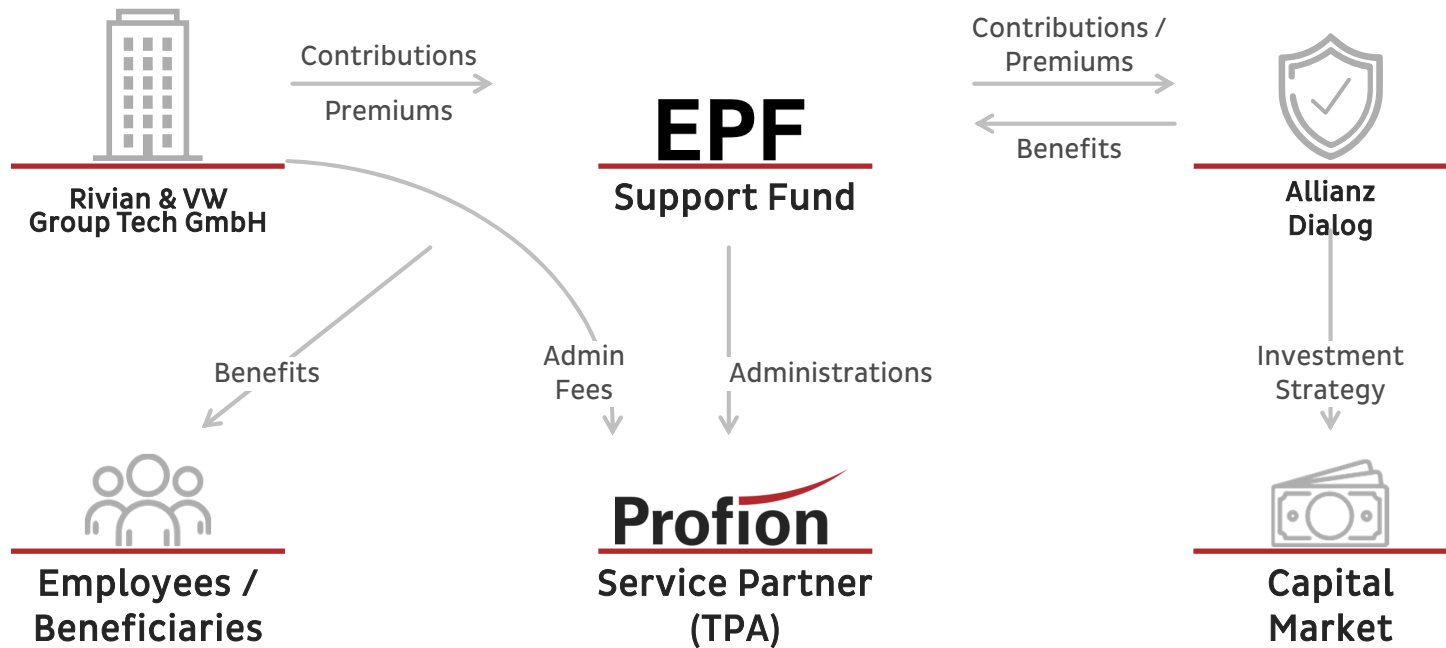 Contributions
Premiums
Contributions /
Premiums
Benefits
EPF
Support Fund
Rivian & VW
Group Tech GmbH
Allianz
Dialog
Benefits
Admin
Fees
Administrations
Investment
Strategy
Employees /
Beneficiaries
Profion
Service Partner
(TPA)
Capital
Market